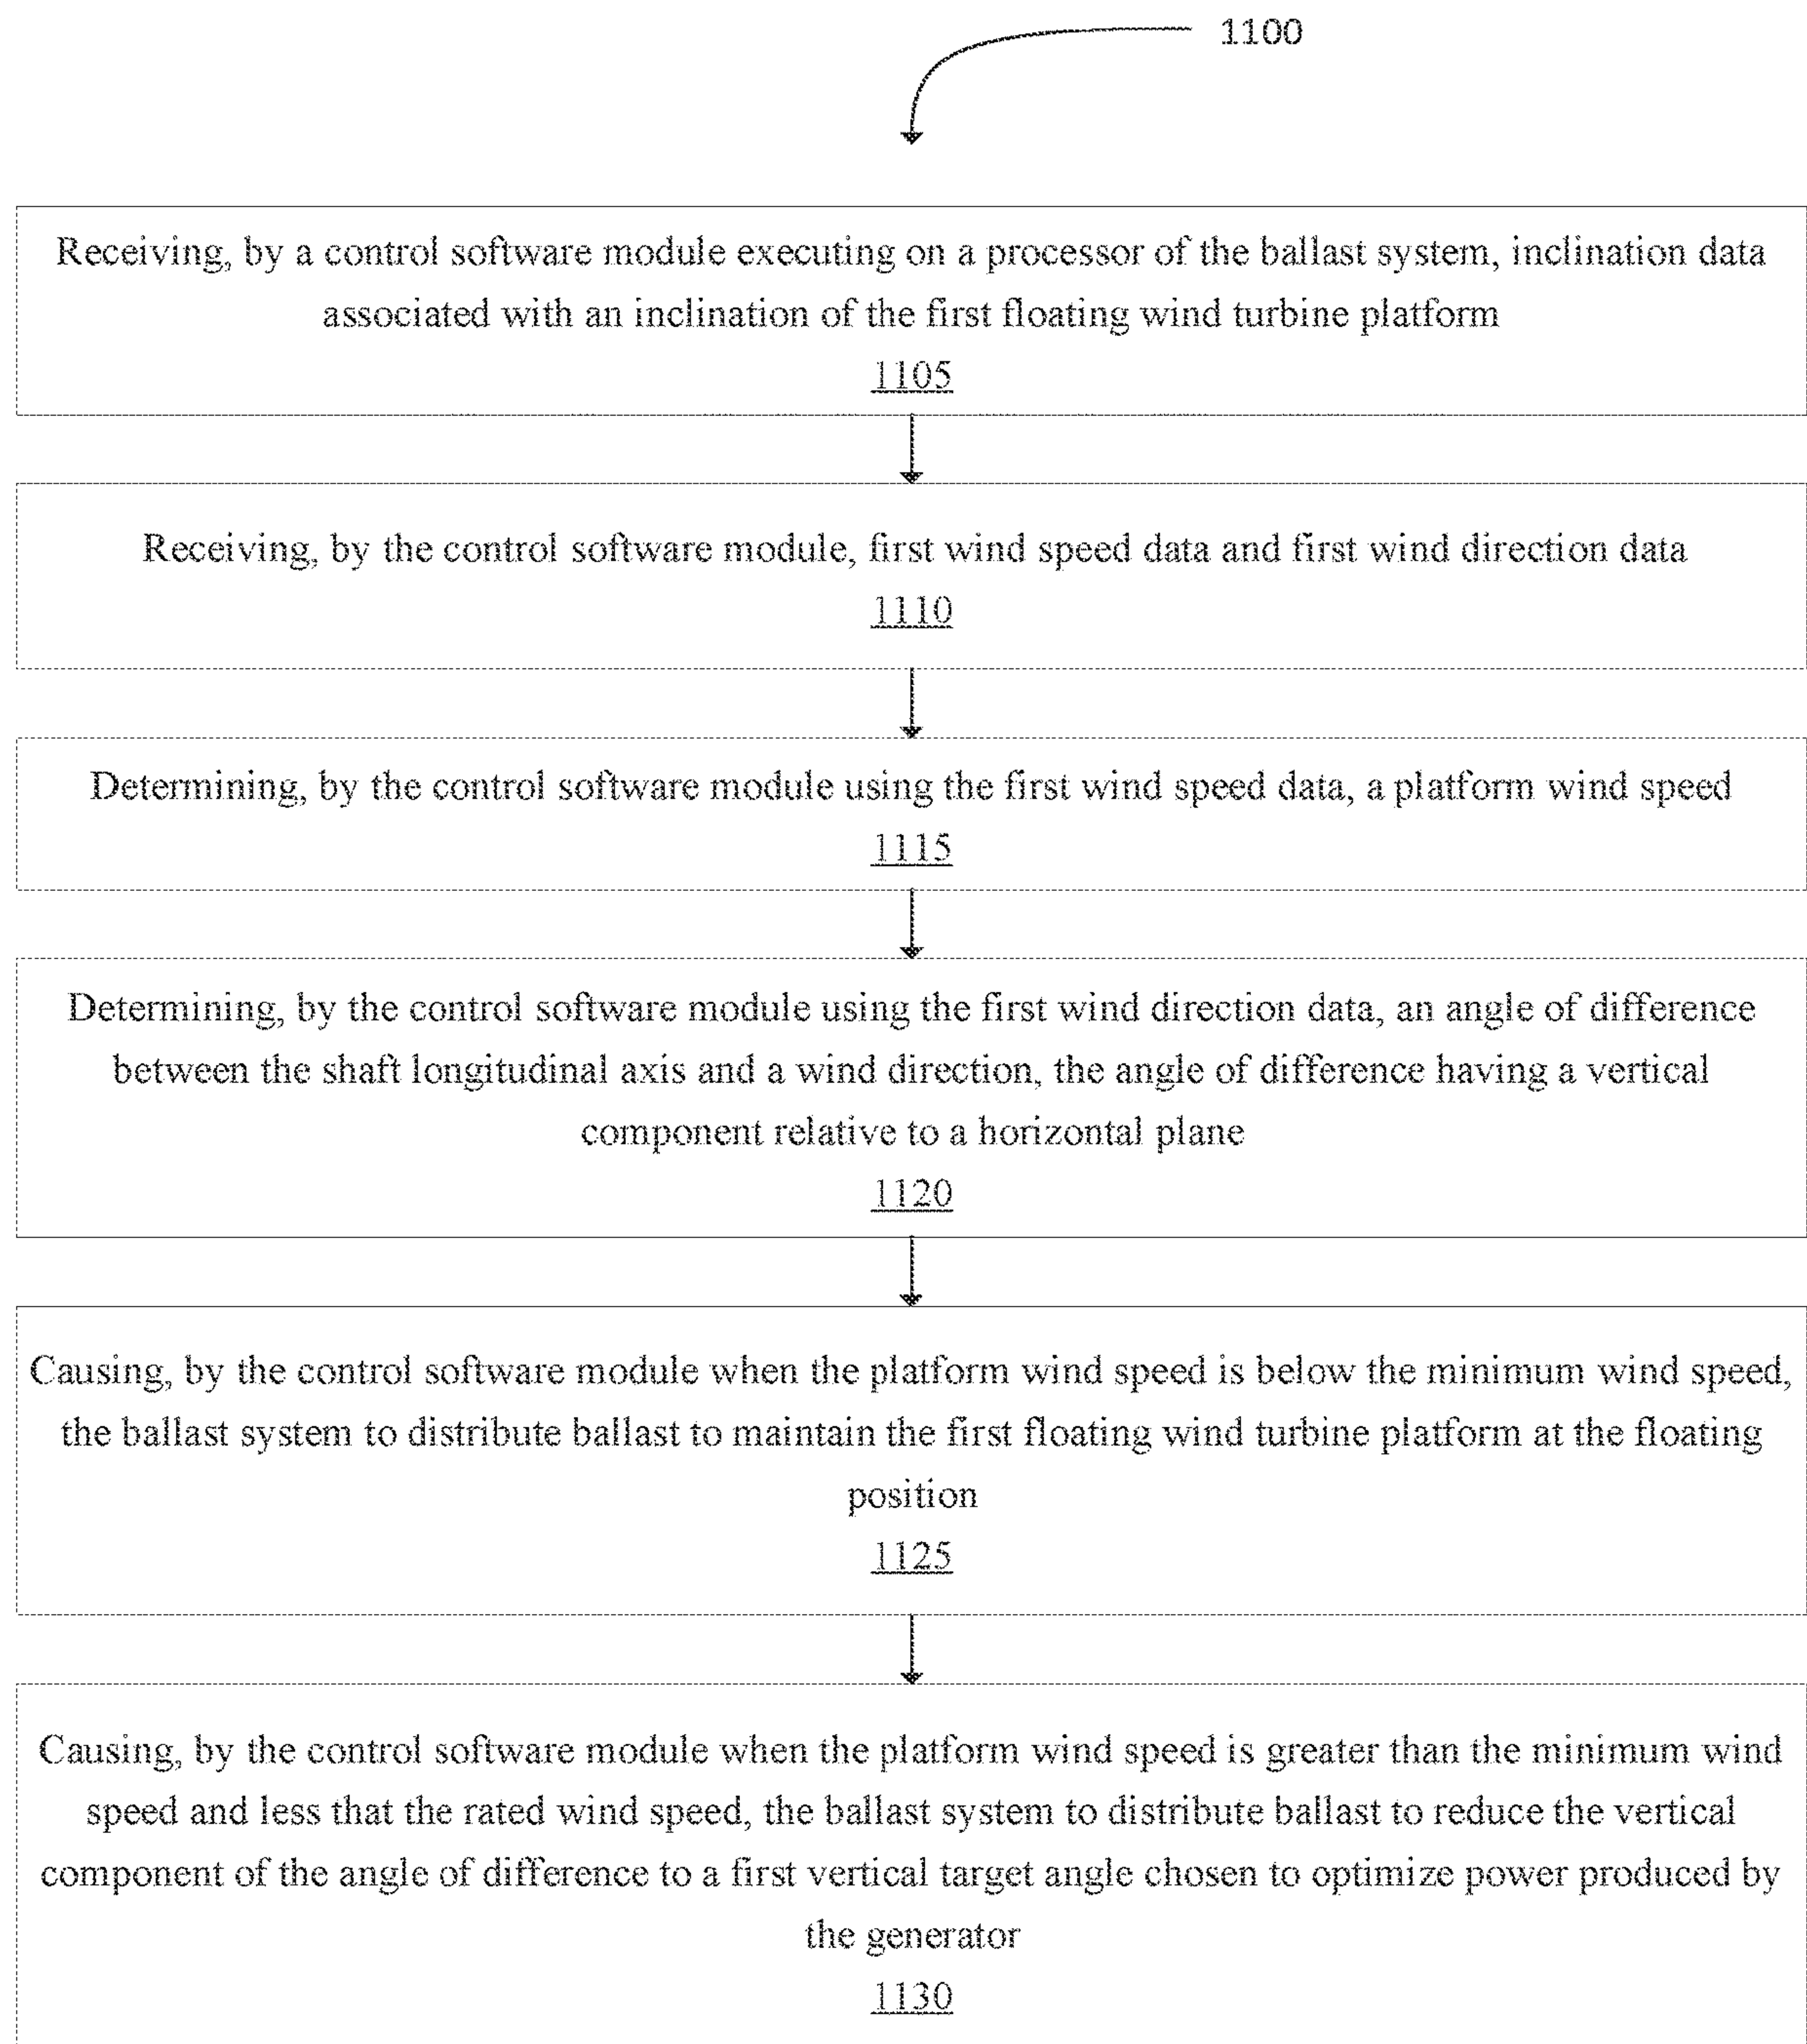 1100
Receiving, by a control software module executing on a processor of the ballast system, inclination data
associated with an inclination of the first floating wind turbine platform
1105
Receiving, by the control software module, first wind speed data and first wind direction data
1110
Determining, by the control software module using the first wind speed data, a platform wind speed
1115
Determining, by the control software module using the first wind direction data, an angle of difference
between the shaft longitudinal axis and a wind direction, the angle of difference having a vertical
component relative to a horizontal plane
1120
Causing, by the control software module when the platform wind speed is below the minimum wind speed,
the ballast system to distribute ballast to maintain the first floating wind turbine platform at the floating
position
1125
Causing, by the control software module when the platform wind speed is greater than the minimum wind
speed and less that the rated wind speed, the ballast system to distribute ballast to reduce the vertical
component of the angle of difference to a first vertical target angle chosen to optimize power produced by
the generator
1130